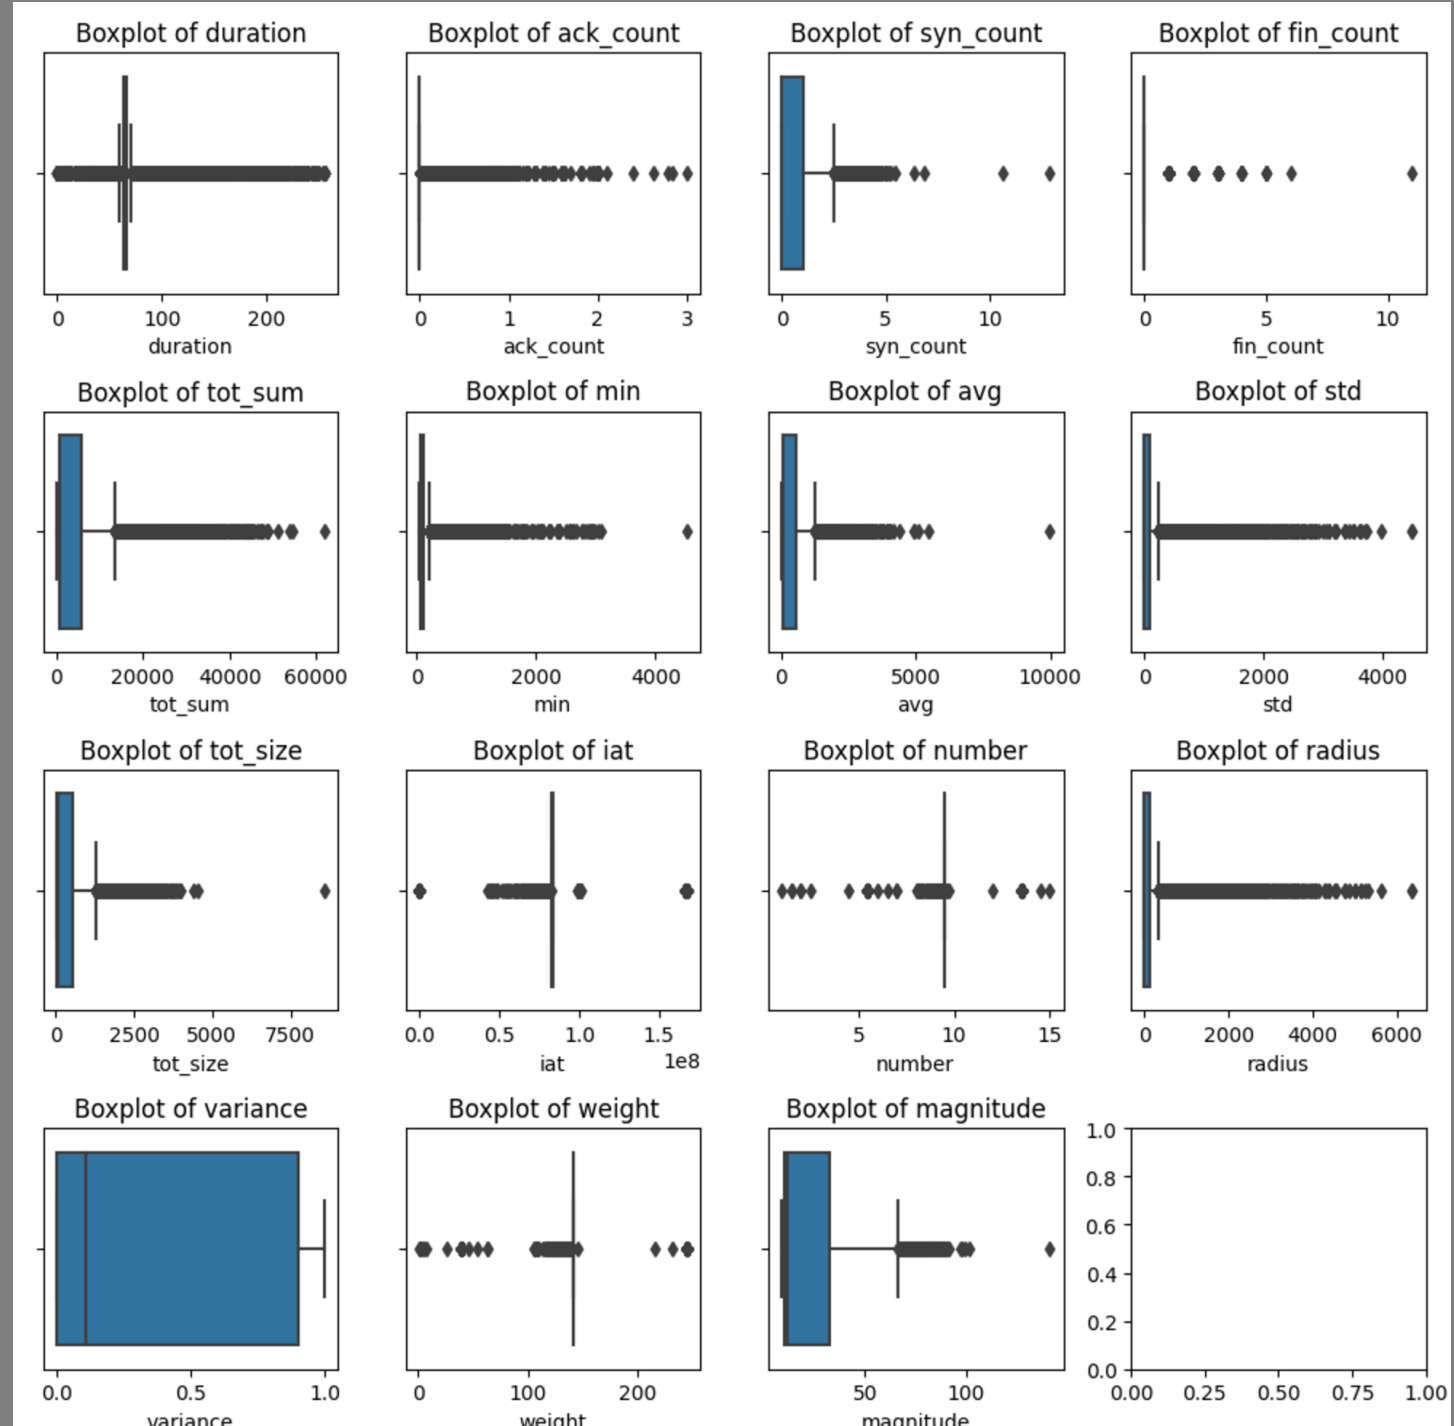 Boxplot of duration Boxplot of ack_count Boxplot of syn_count Boxplot of fin_count
0 100 200 0 1 2 3 0 5 10 0 5 10
duration ack_count syn_count fin_count
Boxplot of tot_sum Boxplot of min Boxplot of avg Boxplot of std
0 20000 40000 60000 0 2000 4000 0 5000 10000 0 2000 4000
tot_sum min avg std
Boxplot of tot_size Boxplot of iat Boxplot of number Boxplot of radius
0 2500 5000 7500 0.0 0.5 1.0 1.5 5 10 15 0 2000 4000 6000
tot_size iat 1e8 number radius
Boxplot of variance Boxplot of weight Boxplot of magnitude
1.0
0.8
0.6
0.4
0.2
0.0
0.0 0.5 1.0 0 100 200 50 100 0.00 0.25 0.50 0.75 1.00
variance weight magnitude